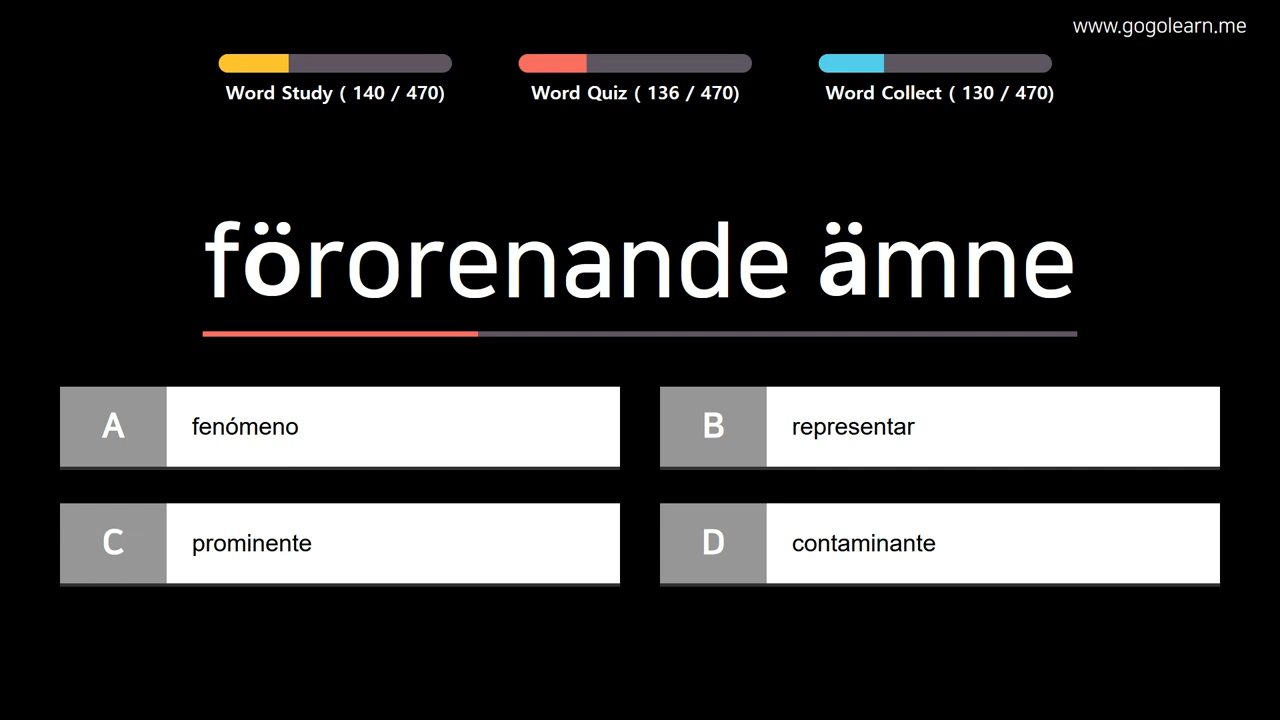 www.gogolearn.me
Word Study ( 140 / 470)
Word Quiz ( 136 / 470)
Word Collect ( 130 / 470)
förorenande ämne
A fenómeno
B representar
C prominente
D contaminante